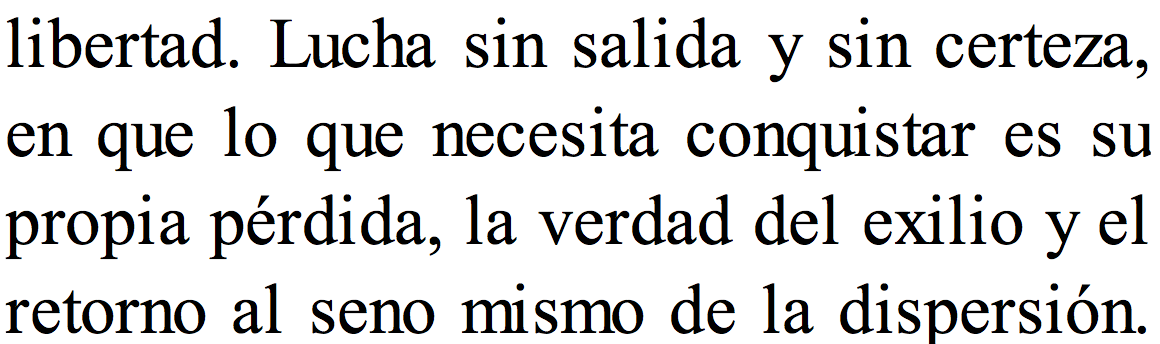 libertad. Lucha sin salida y sin certeza,
en que lo que necesita conquistar es su
propia pérdida, la verdad del exilio y el
retorno al seno mismo de la dispersión.